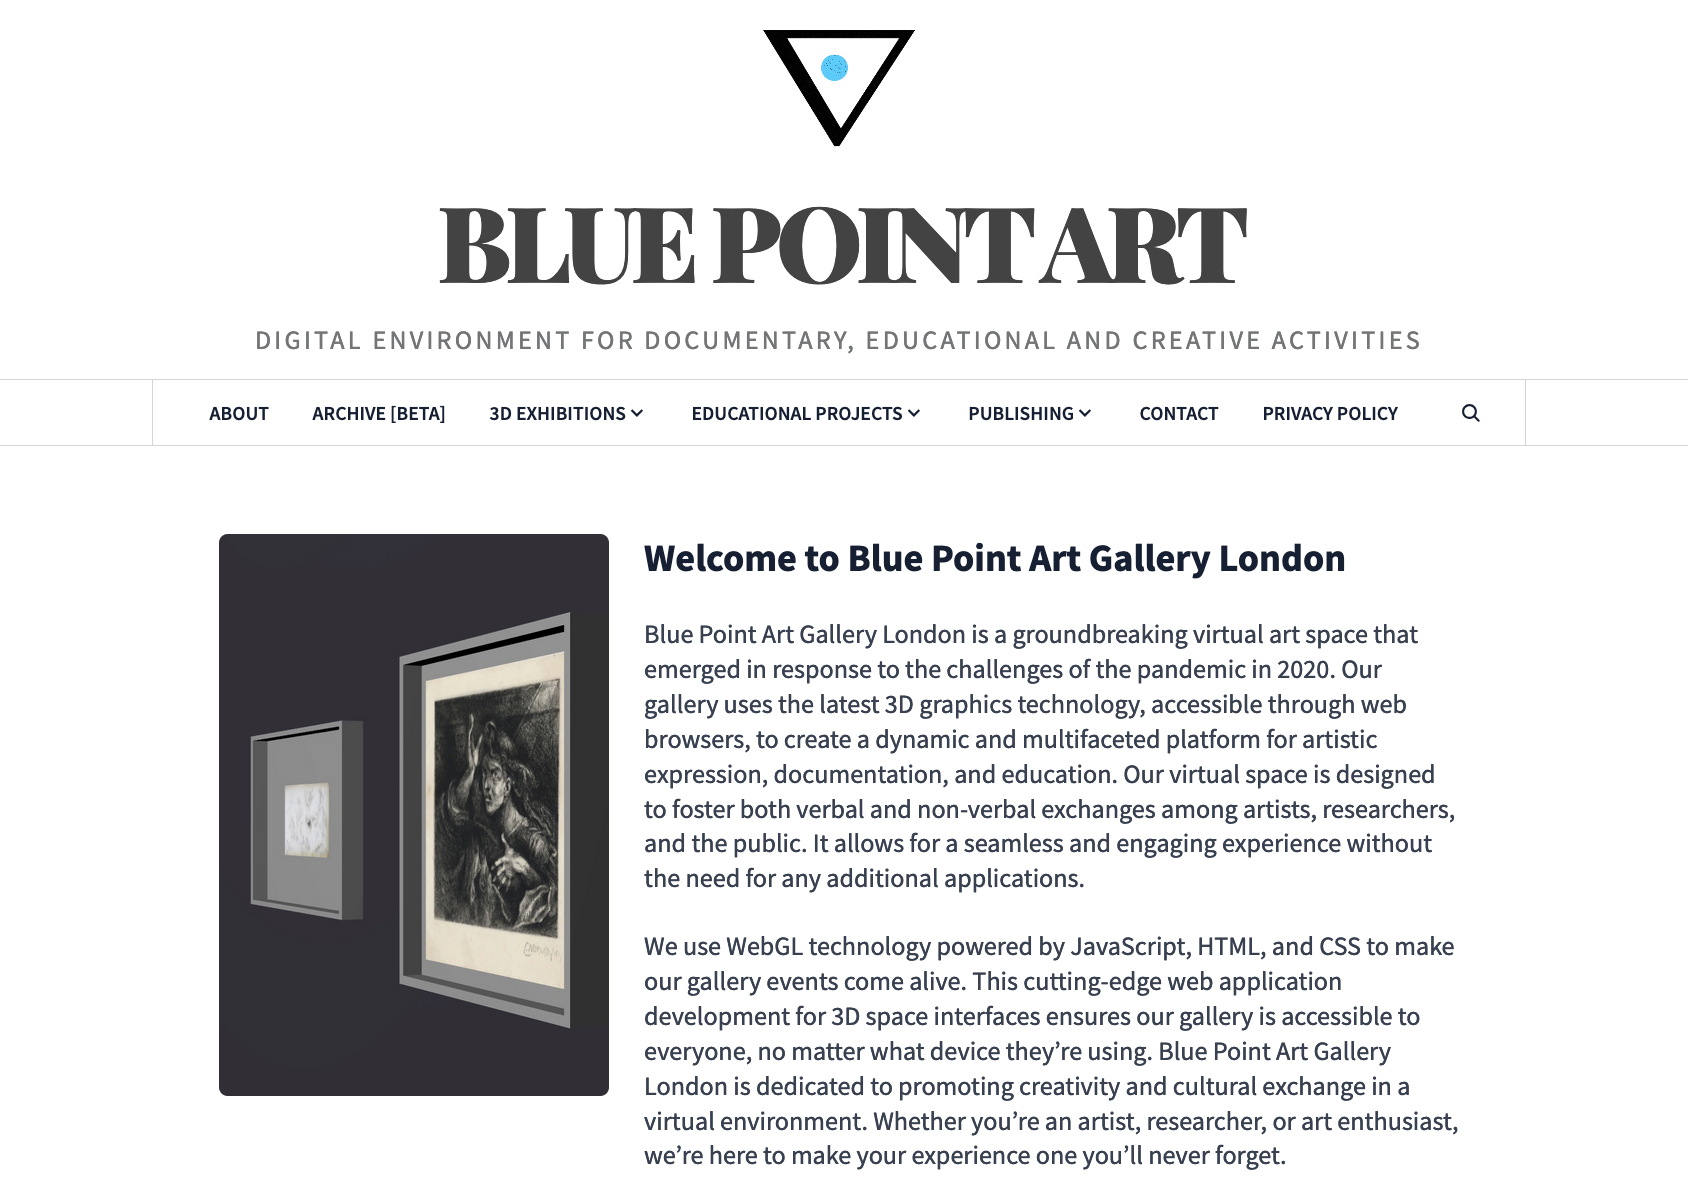 BLUE POINT ART
DIGITAL ENVIRONMENT FOR DOCUMENTARY, EDUCATIONAL AND CREATIVE ACTIVITIES
ABOUT ARCHIVE [BETA] 3D EXHIBITIONS EDUCATIONAL PROJECTS PUBLISHING CONTACT PRIVACY POLICY
Welcome to Blue Point Art Gallery London
Blue Point Art Gallery London is a groundbreaking virtual art space that
emerged in response to the challenges of the pandemic in 2020. Our
gallery uses the latest 3D graphics technology, accessible through web
browsers, to create a dynamic and multifaceted platform for artistic
expression, documentation, and education. Our virtual space is designed
to foster both verbal and non-verbal exchanges among artists, researchers,
and the public. It allows for a seamless and engaging experience without
the need for any additional applications.
We use WebGL technology powered by JavaScript, HTML, and CSS to make
our gallery events come alive. This cutting-edge web application
development for 3D space interfaces ensures our gallery is accessible to
everyone, no matter what device they’re using. Blue Point Art Gallery
London is dedicated to promoting creativity and cultural exchange in a
virtual environment. Whether you’re an artist, researcher, or art enthusiast,
we’re here to make your experience one you’ll never forget.